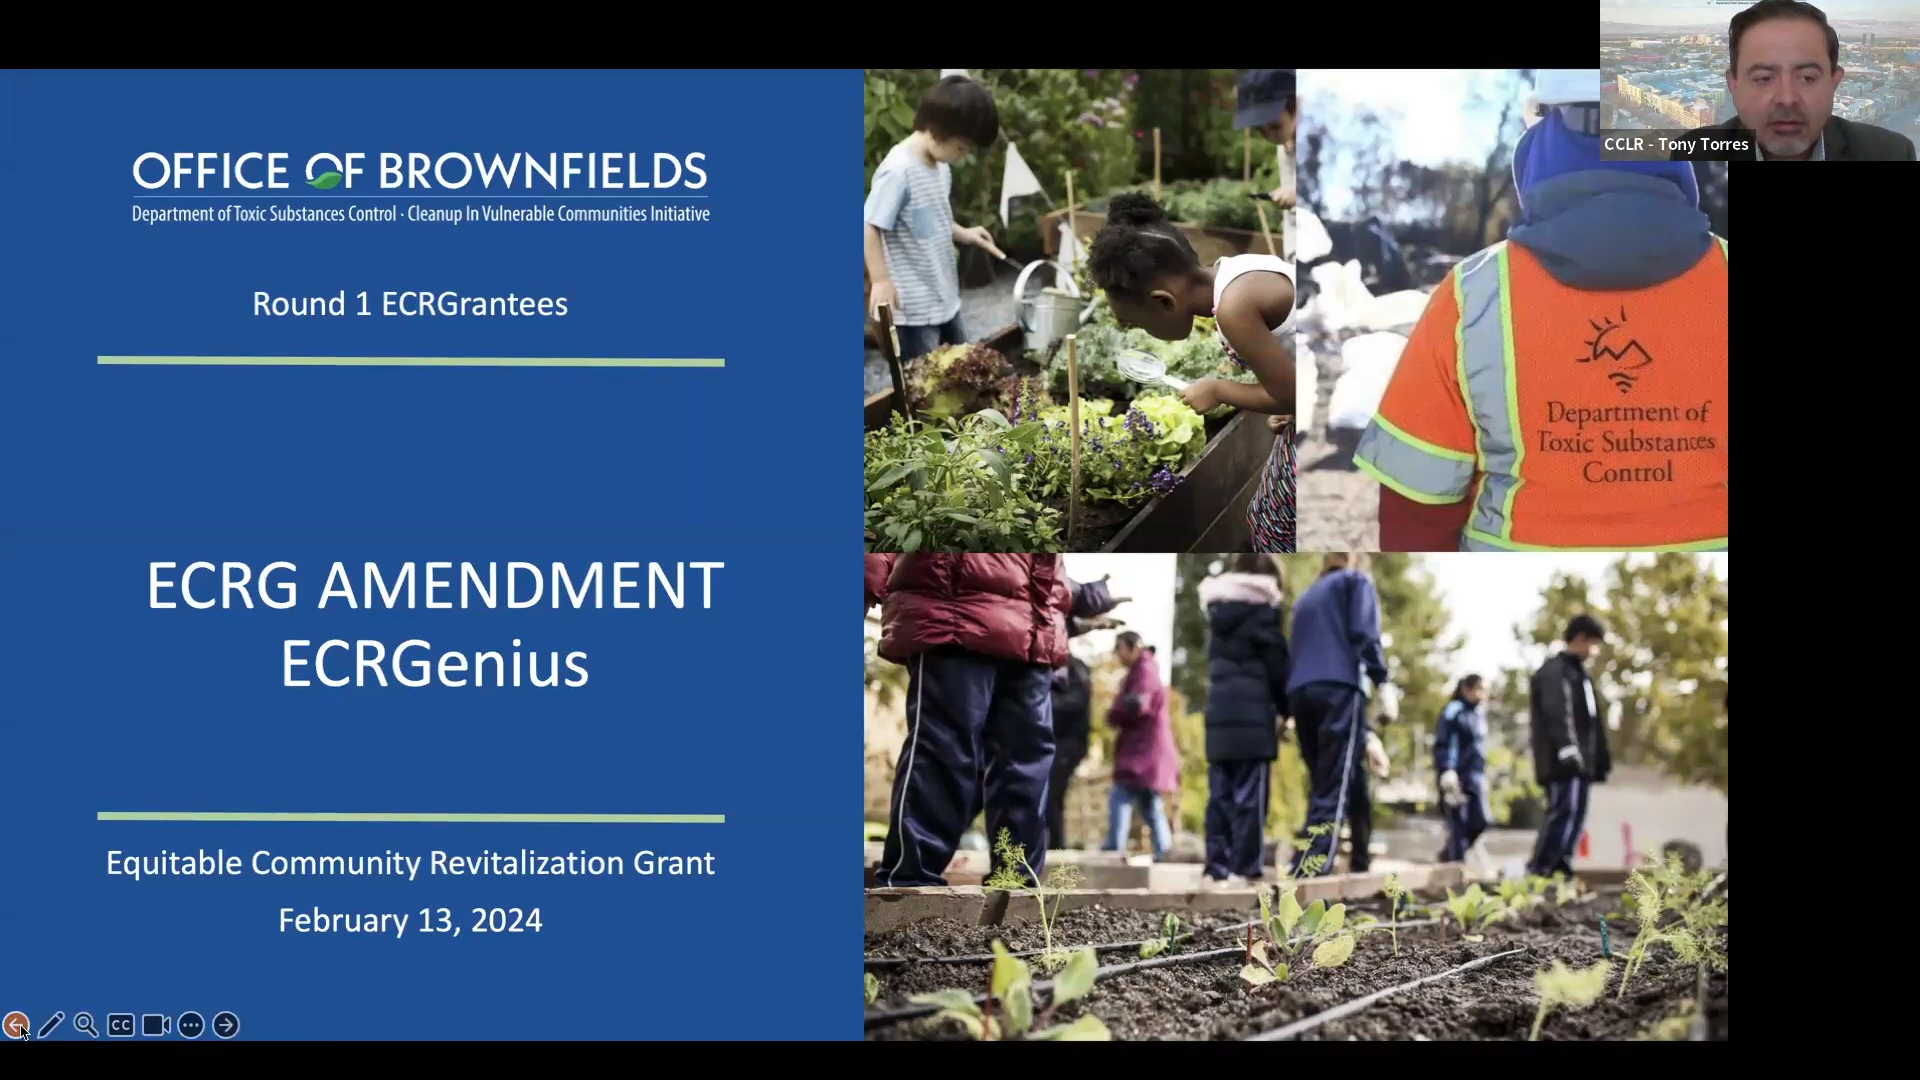 OFFICE OF BROWNFIELDS
Department of Toxic Substances Control · Cleanup In Vulnerable Communities Initiative
Round 1 ECRGrantees
ECRG AMENDMENT
ECRGenius
Equitable Community Revitalization Grant
February 13, 2024
CC
Department of
Toxic Substances
Control
CCLR - Tony Torres